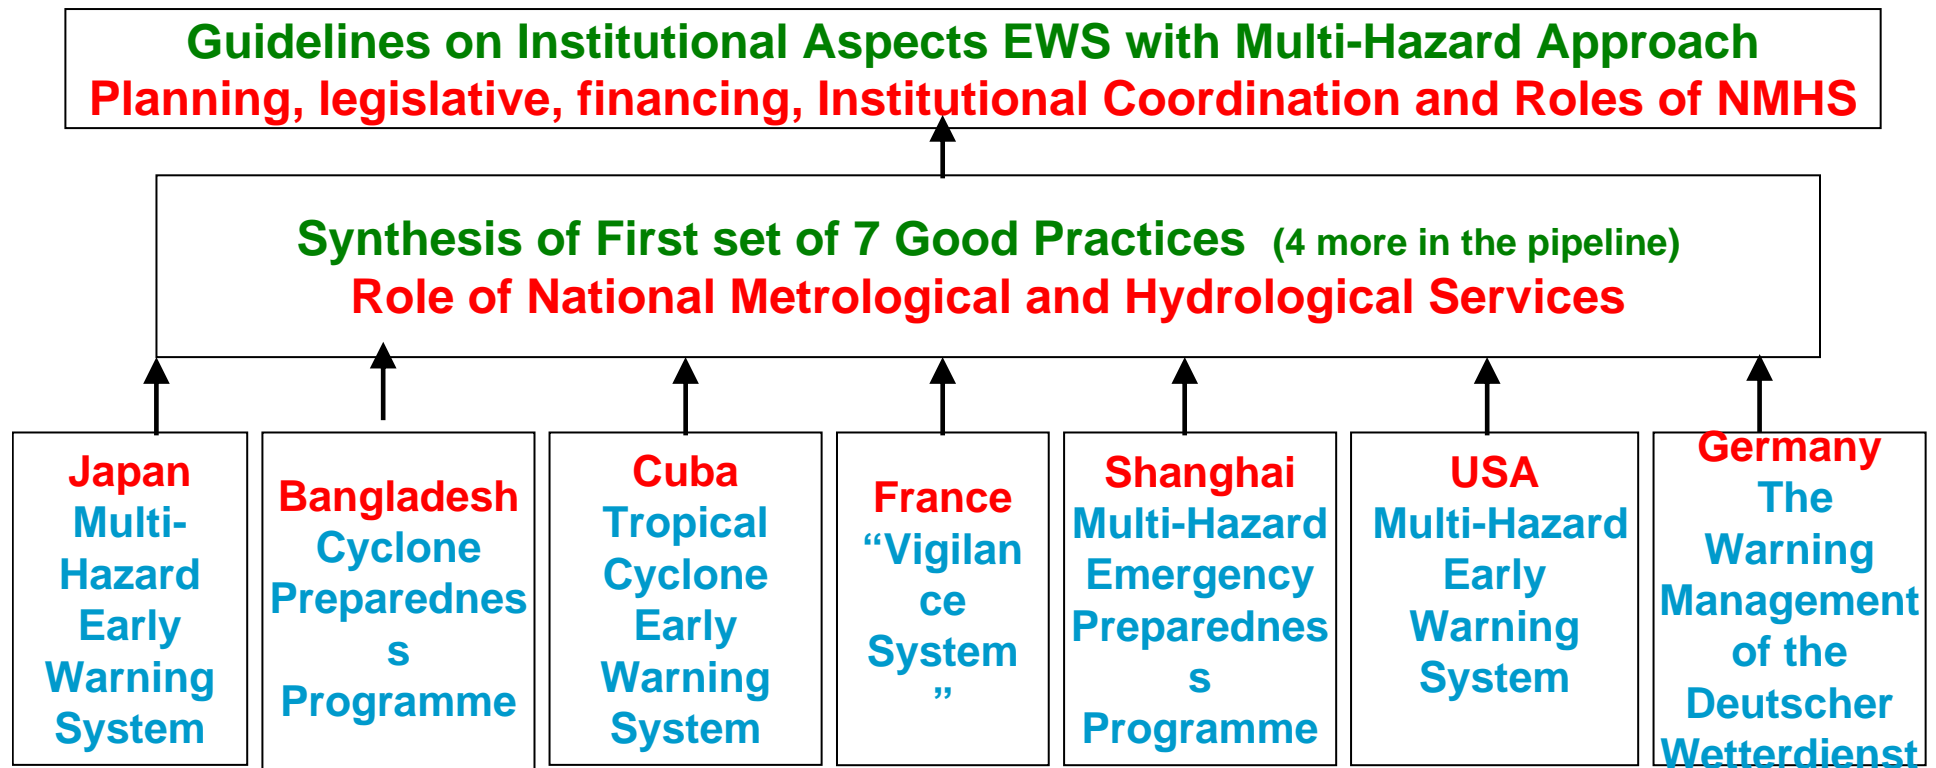 Guidelines on Institutional Aspects EWS with Multi-Hazard Approach
Planning, legislative, financing, Institutional Coordination and Roles of NMHS
Synthesis of First set of 7 Good Practices (4 more in the pipeline)
Role of National Metrological and Hydrological Services
Japan
Multi-
Hazard
Early
Warning
System
Bangladesh
Cyclone
Preparednes
s
Programme
Cuba
Tropical
Cyclone
Early
Warning
System
France
“Vigilan
ce
System
”
Shanghai
Multi-Hazard
Emergency
Preparednes
s
Programme
USA
Multi-Hazard
Early
Warning
System
Germany
The
Warning
Management
of the
Deutscher
Wetterdienst